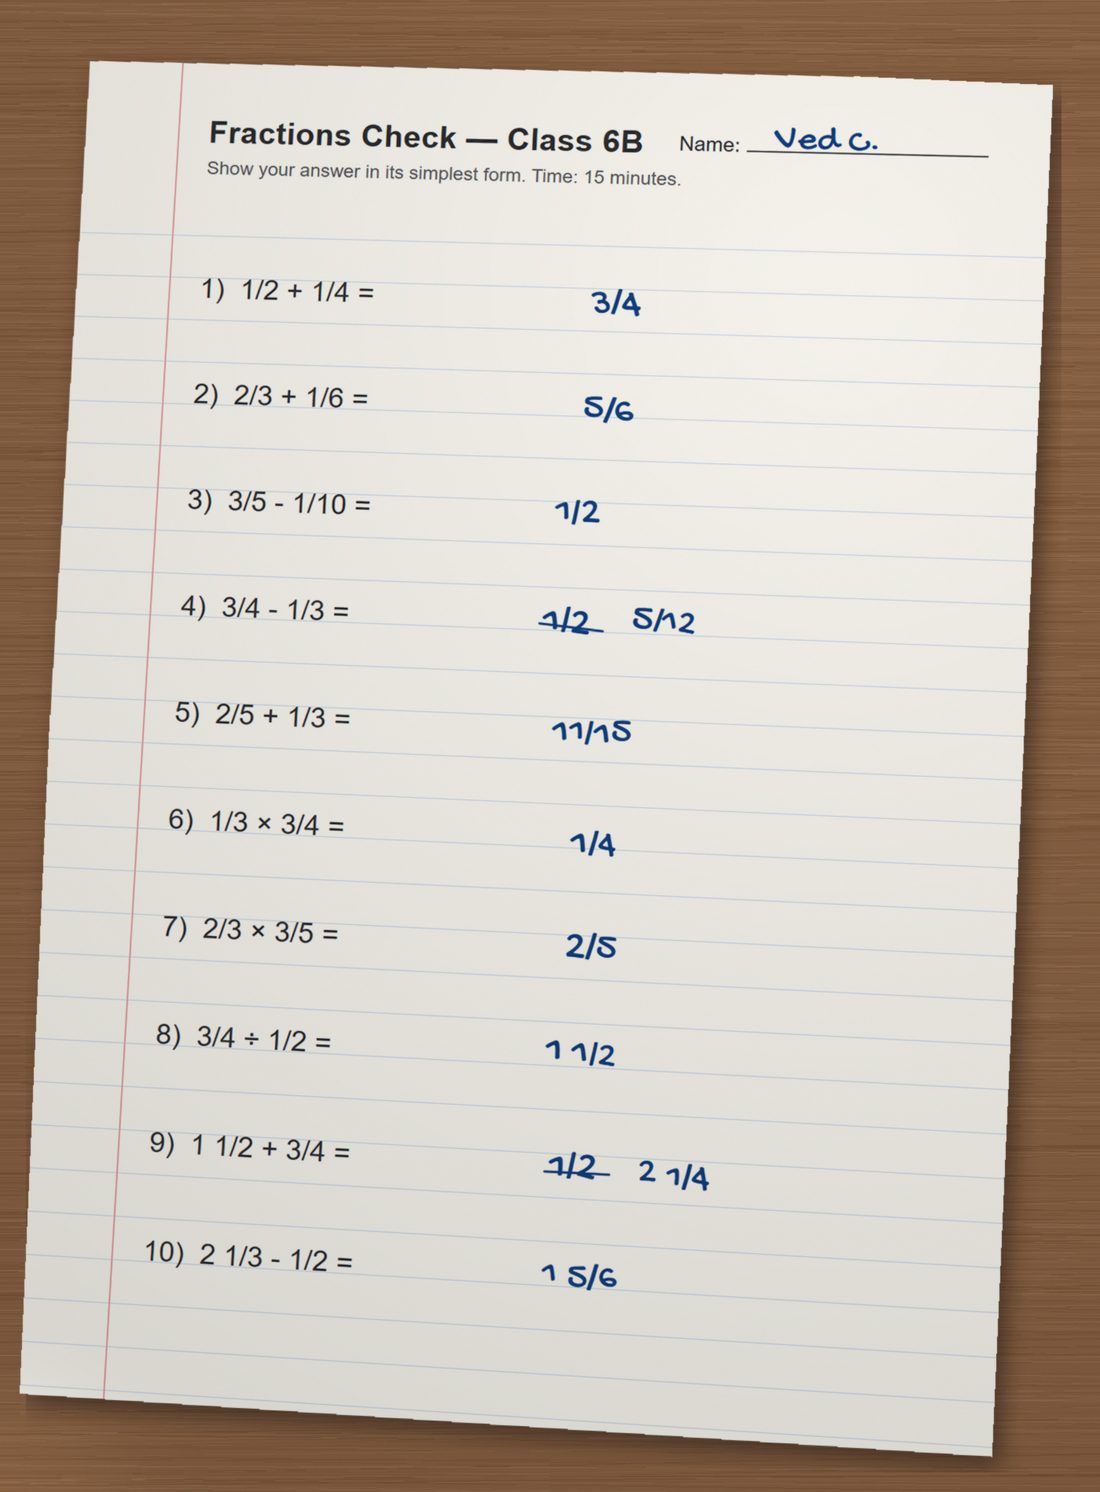 Fractions Check — Class 6B Name: Ved C.
Show your answer in its simplest form. Time: 15 minutes.
1) 1/2 + 1/4 = 3/4
2) 2/3 + 1/6 = 5/6
3) 3/5 - 1/10 = 1/2
4) 3/4 - 1/3 = 1/2 5/12
5) 2/5 + 1/3 = 11/15
6) 1/3 × 3/4 = 1/4
7) 2/3 × 3/5 = 2/5
8) 3/4 ÷ 1/2 = 1 1/2
9) 1 1/2 + 3/4 = 1/2 2 1/4
10) 2 1/3 - 1/2 = 1 5/6